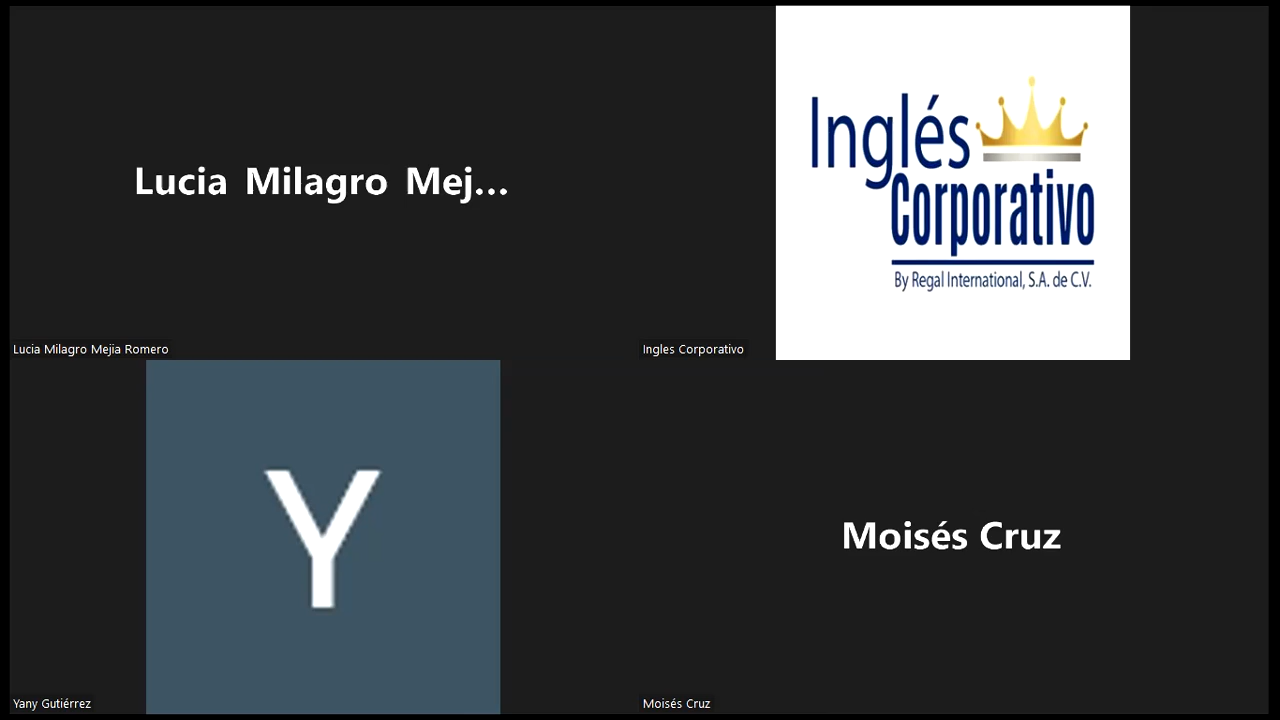 Lucia Milagro Mej...
Lucia Milagro Mejia Romero
Inglés
Corporativo
By Regal International, S.A. de C.V.
Ingles Corporativo
Y
Yany Gutiérrez
Moisés Cruz
Moisés Cruz